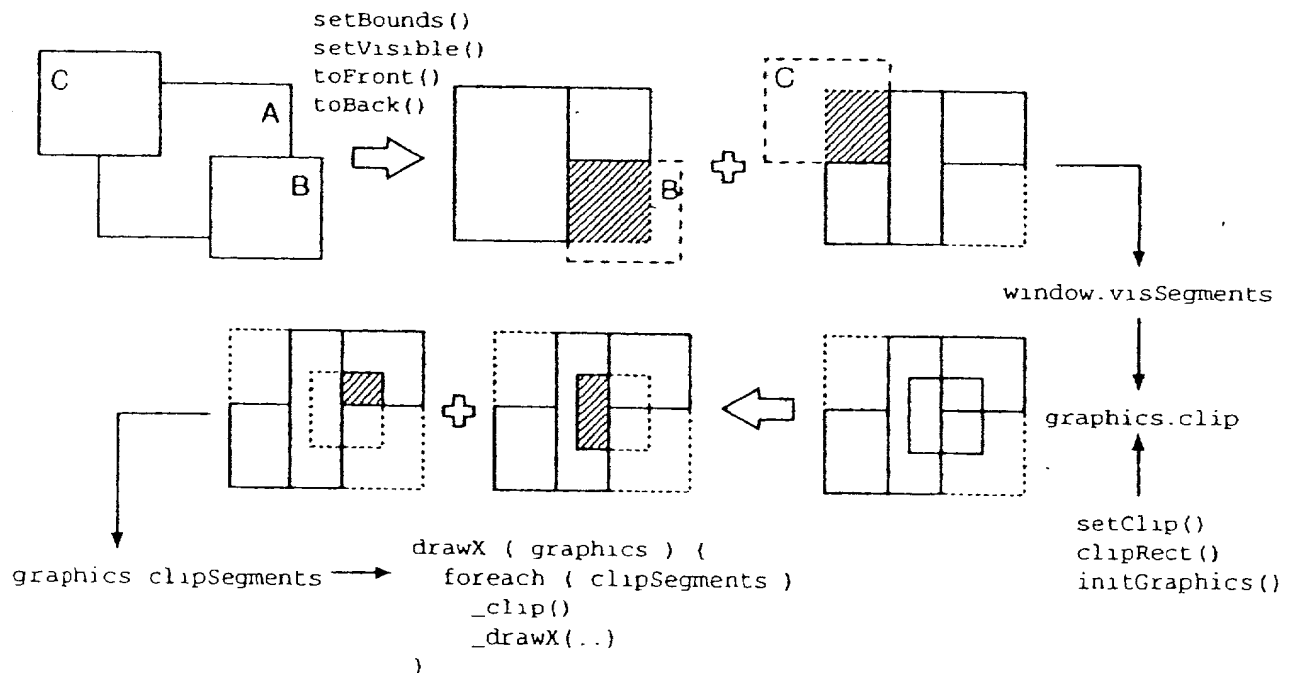 setBounds()
setVisible()
toFront()
toBack()
C
A
B
B
C
window.visSegments
graphics.clip
setClip()
clipRect()
initGraphics()
graphics clipSegments
drawX ( graphics ) {
foreach ( clipSegments )
_clip()
_drawX(..)
}